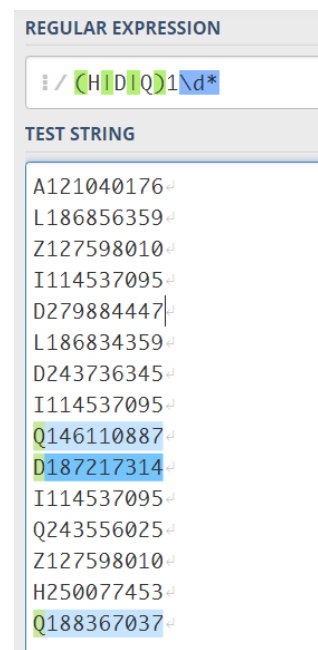 REGULAR EXPRESSION
/ (H|D|Q)1\d*
TEST STRING
A121040176
L186856359
Z127598010
I114537095
D279884447
L186834359
D243736345
I114537095
Q146110887
D187217314
I114537095
Q243556025
Z127598010
H250077453
Q188367037